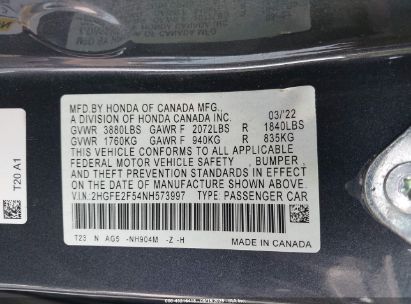 MFD.BY HONDA OF CANADA MFG., 03/'22
A DIVISION OF HONDA CANADA INC.
GVWR 3880LBS GAWR F 2072LBS R 1840LBS
GVWR 1760KG GAWR F 940KG R 835KG
THIS VEHICLE CONFORMS TO ALL APPLICABLE
FEDERAL MOTOR VEHICLE SAFETY, BUMPER,
AND THEFT PREVENTION STANDARDS IN EFFECT
ON THE DATE OF MANUFACTURE SHOWN ABOVE.
V.I.N.:2HGFE2F54NH573997 TYPE: PASSENGER CAR
T23 N AG5 -NH904M -Z -H
MADE IN CANADA
T20 A1